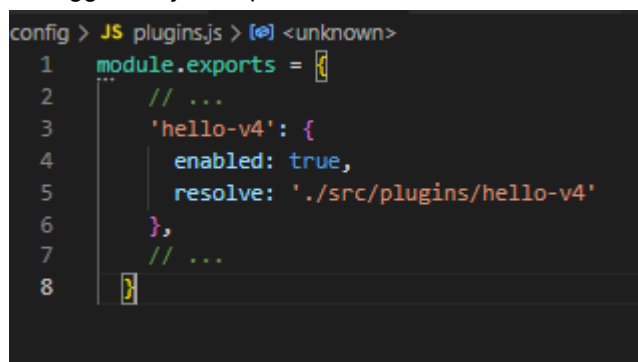 config > JS plugins.js > [@] <unknown>
1 module.exports = {
2 // ...
3 'hello-v4': {
4 enabled: true,
5 resolve: './src/plugins/hello-v4'
6 },
7 // ...
8 }